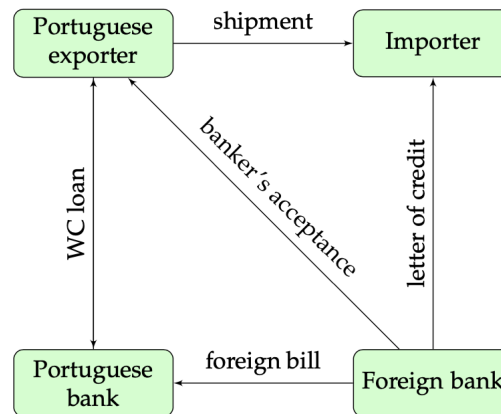 Portuguese
exporter
shipment
Importer
WC loan
banker's acceptance
letter of credit
Portuguese
bank
foreign bill
Foreign bank